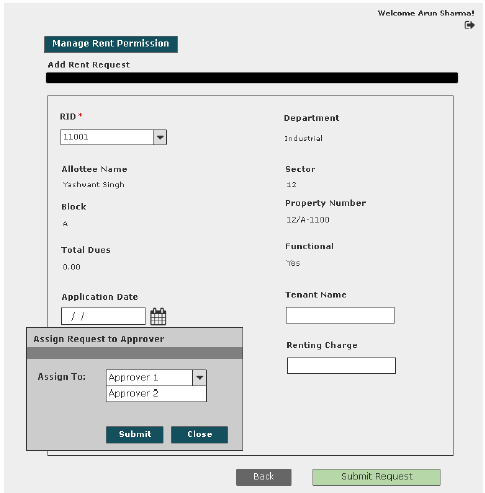 Welcome Arun Sharma!
Manage Rent Permission
Add Rent Request
RID *
11001
Department
Industrial
Allottee Name
Yashvant Singh
Sector
12
Block
A
Property Number
12/A-1100
Total Dues
0.00
Functional
Yes
Application Date
/ /
Tenant Name
Renting Charge
Assign Request to Approver
Assign To:
Approver 1
Approver 2
Submit
Close
Back
Submit Request